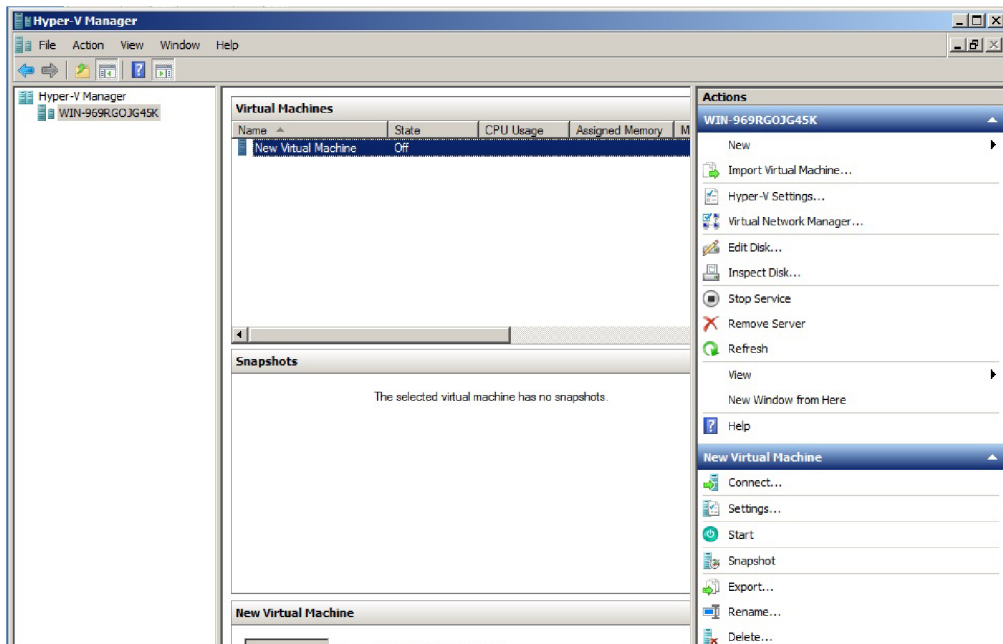 Hyper-V Manager
File Action View Window Help
Hyper-V Manager
WIN-969RGOJG45K
Virtual Machines
Name State CPU Usage Assigned Memory M
New Virtual Machine Off
Snapshots
The selected virtual machine has no snapshots.
New Virtual Machine
Actions
WIN-969RGOJG45K
New
Import Virtual Machine...
Hyper-V Settings...
Virtual Network Manager...
Edit Disk...
Inspect Disk...
Stop Service
Remove Server
Refresh
View
New Window from Here
Help
New Virtual Machine
Connect...
Settings...
Start
Snapshot
Export...
Rename...
Delete...